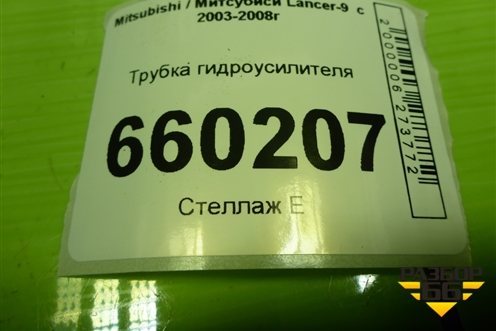 Mitsubishi / Митсубиси Lancer-9 с
2003-2008г
Трубка гидроусилителя
660207
Стеллаж Е
2000006273772
РАЗБОР
66